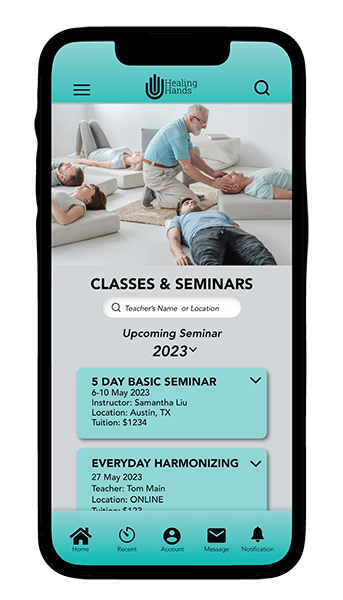 Healing
Hands
CLASSES & SEMINARS
Teacher's Name or Location
Upcoming Seminar
2023
5 DAY BASIC SEMINAR
6-10 May 2023
Instructor: Samantha Liu
Location: Austin, TX
Tuition: $1234
EVERYDAY HARMONIZING
27 May 2023
Teacher: Tom Main
Location: ONLINE
Tuition: $123
Home
Recent
Account
Message
Notification